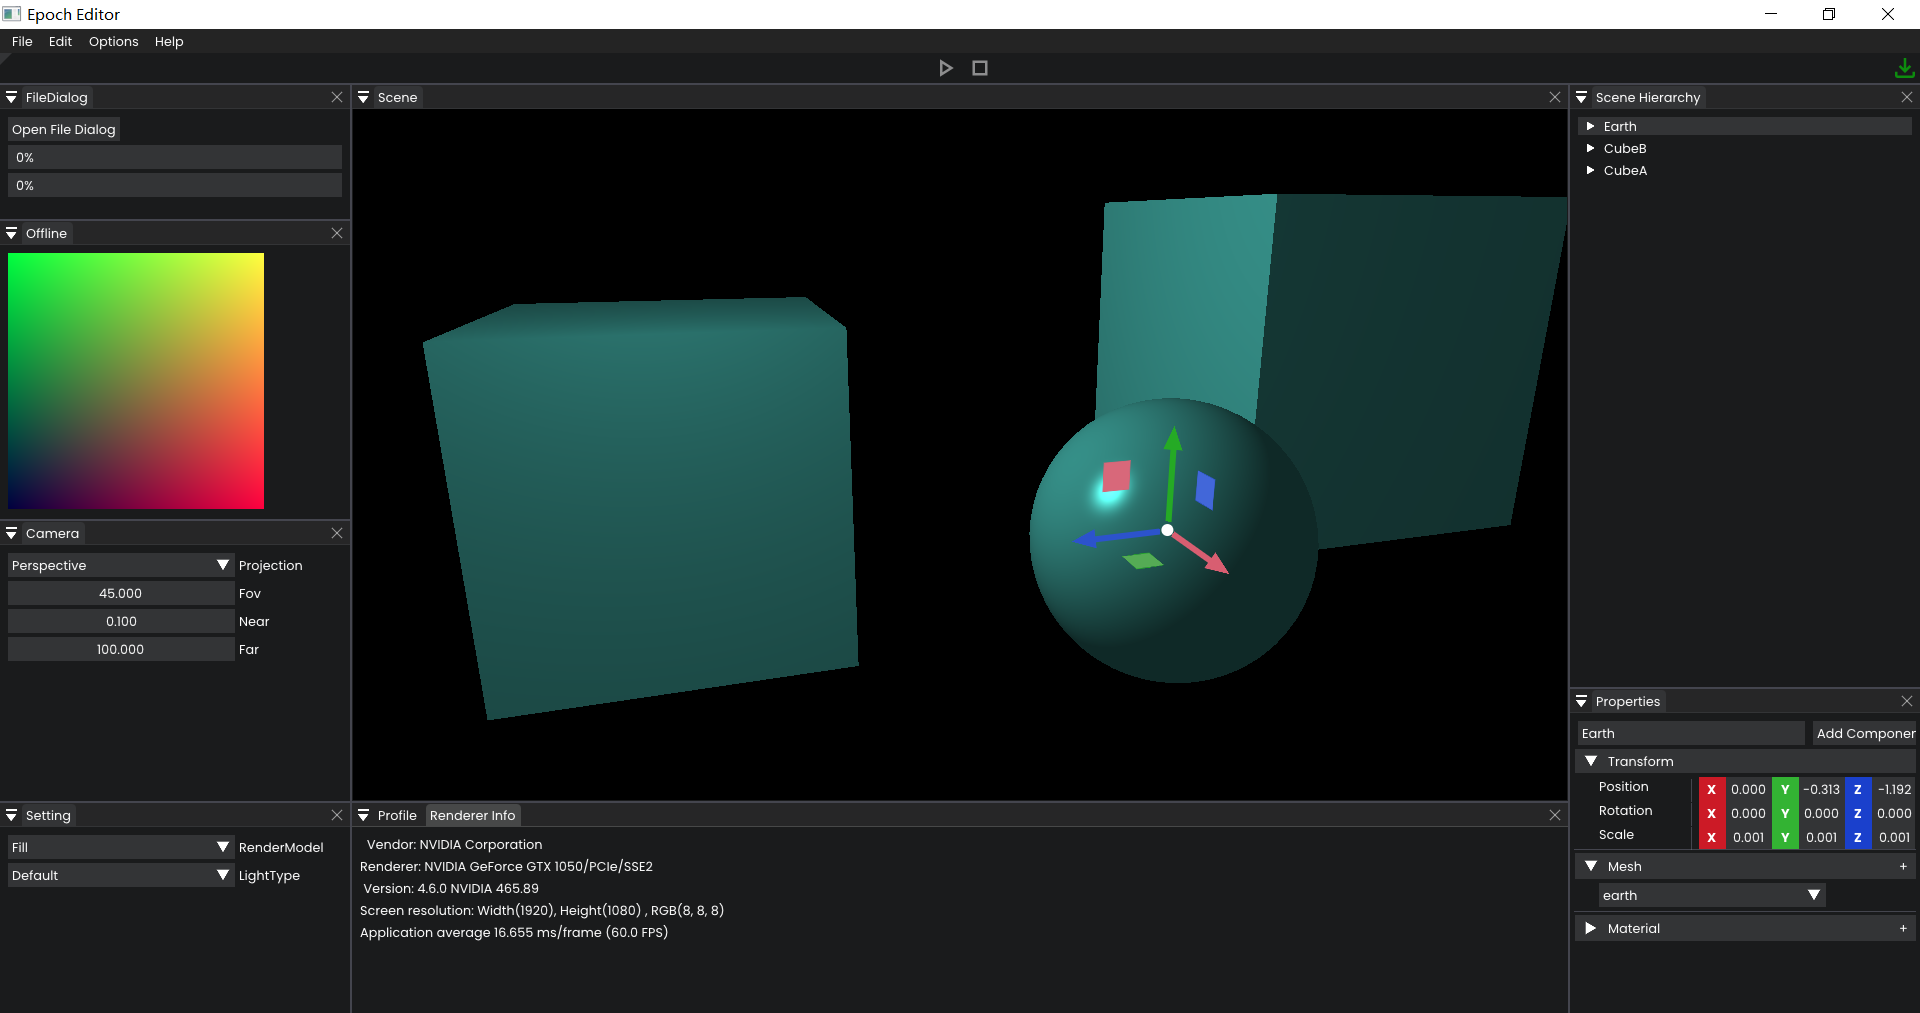 Epoch Editor
File Edit Options Help
FileDialog
Open File Dialog
0%
0%
Offline
Camera
Perspective Projection
45.000 Fov
0.100 Near
100.000 Far
Setting
Fill RenderModel
Default LightType
Scene
Profile Renderer Info
Vendor: NVIDIA Corporation
Renderer: NVIDIA GeForce GTX 1050/PCIe/SSE2
Version: 4.6.0 NVIDIA 465.89
Screen resolution: Width(1920), Height(1080) , RGB(8, 8, 8)
Application average 16.655 ms/frame (60.0 FPS)
Scene Hierarchy
Earth
CubeB
CubeA
Properties
Earth Add Componer
Transform
Position X 0.000 Y -0.313 Z -1.192
Rotation X 0.000 Y 0.000 Z 0.000
Scale X 0.001 Y 0.001 Z 0.001
Mesh +
earth
Material +